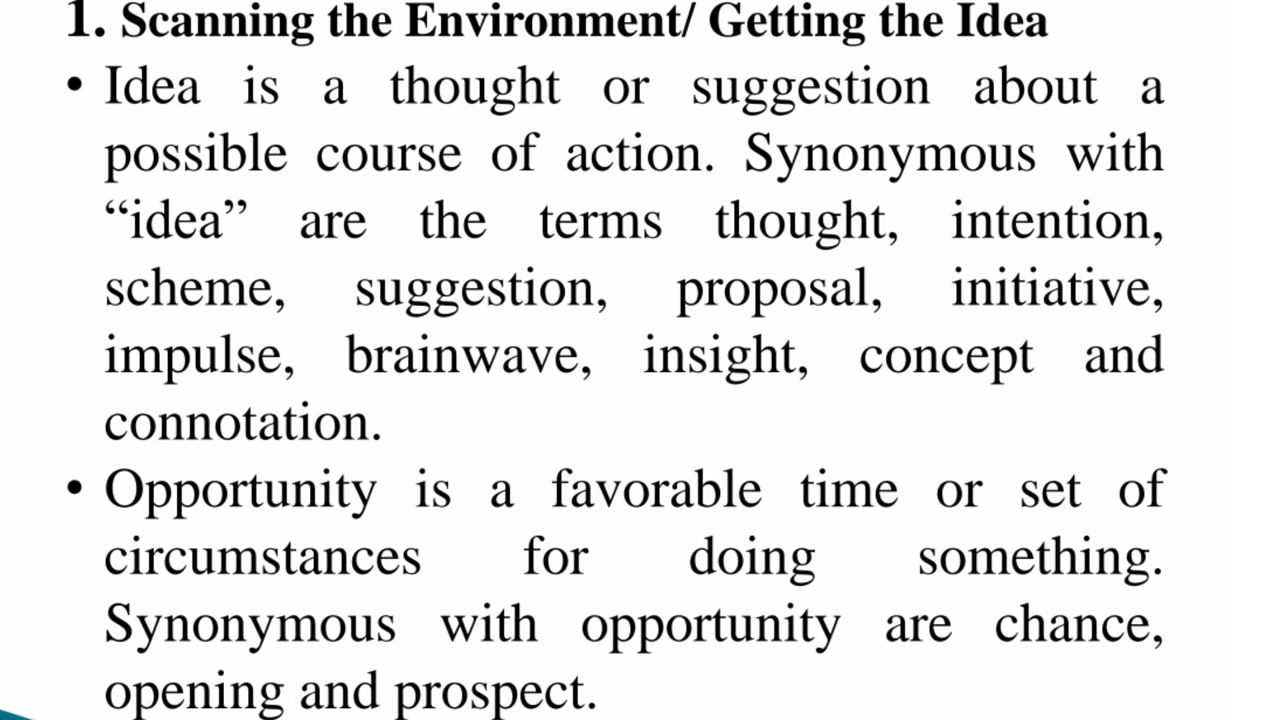 1. Scanning the Environment/ Getting the Idea
• Idea is a thought or suggestion about a
possible course of action. Synonymous with
“idea” are the terms thought, intention,
scheme, suggestion, proposal, initiative,
impulse, brainwave, insight, concept and
connotation.
• Opportunity is a favorable time or set of
circumstances for doing something.
Synonymous with opportunity are chance,
opening and prospect.